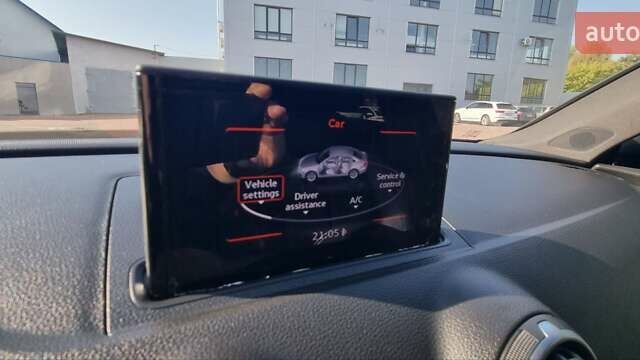 auto
Car
Vehicle
settings
Driver
assistance
A/C
Service &
control
21:05